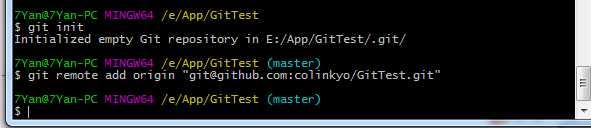 7Yan@7Yan-PC MINGW64 /e/App/GitTest
$ git init
Initialized empty Git repository in E:/App/GitTest/.git/
7Yan@7Yan-PC MINGW64 /e/App/GitTest (master)
$ git remote add origin "git@github.com:colinkyo/GitTest.git"
7Yan@7Yan-PC MINGW64 /e/App/GitTest (master)
$